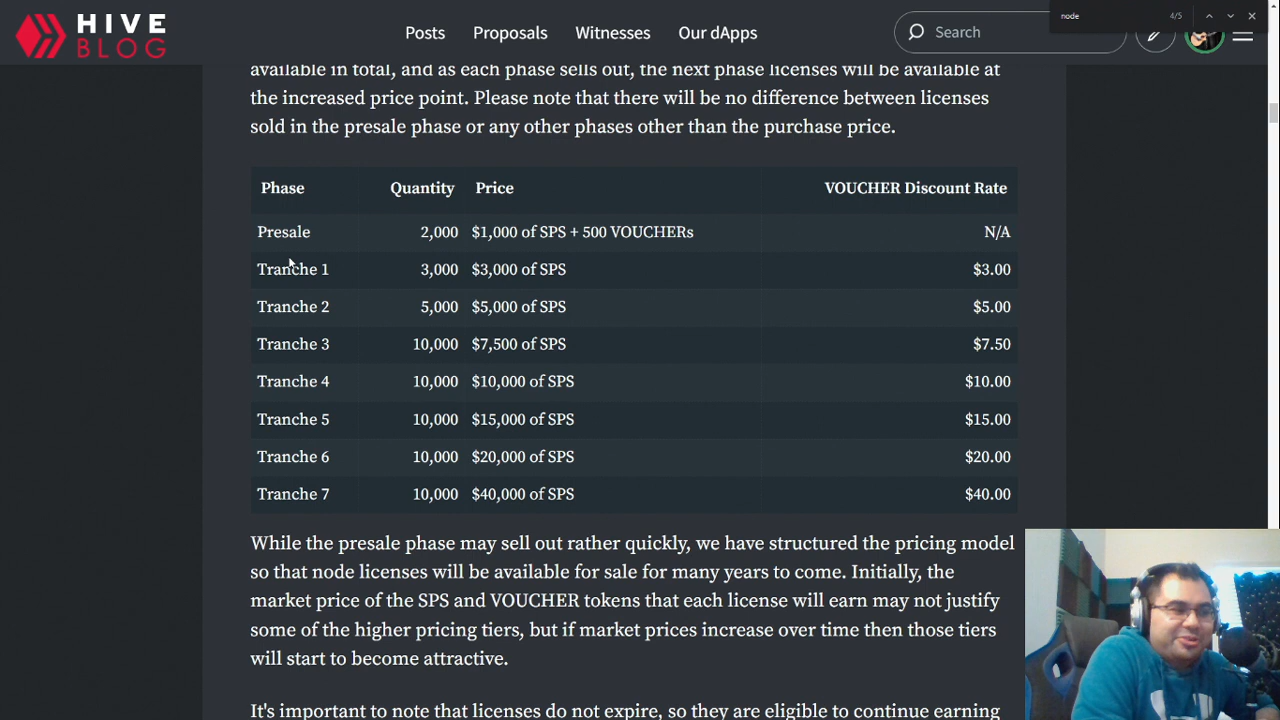 HIVE
BLOG
Posts
Proposals
Witnesses
Our dApps
Search
node
4/5
available in total, and as each phase sells out, the next phase licenses will be available at
the increased price point. Please note that there will be no difference between licenses
sold in the presale phase or any other phases other than the purchase price.
Phase Quantity Price VOUCHER Discount Rate
Presale 2,000 $1,000 of SPS + 500 VOUCHERs N/A
Tranche 1 3,000 $3,000 of SPS $3.00
Tranche 2 5,000 $5,000 of SPS $5.00
Tranche 3 10,000 $7,500 of SPS $7.50
Tranche 4 10,000 $10,000 of SPS $10.00
Tranche 5 10,000 $15,000 of SPS $15.00
Tranche 6 10,000 $20,000 of SPS $20.00
Tranche 7 10,000 $40,000 of SPS $40.00
While the presale phase may sell out rather quickly, we have structured the pricing model
so that node licenses will be available for sale for many years to come. Initially, the
market price of the SPS and VOUCHER tokens that each license will earn may not justify
some of the higher pricing tiers, but if market prices increase over time then those tiers
will start to become attractive.
It's important to note that licenses do not expire, so they are eligible to continue earning